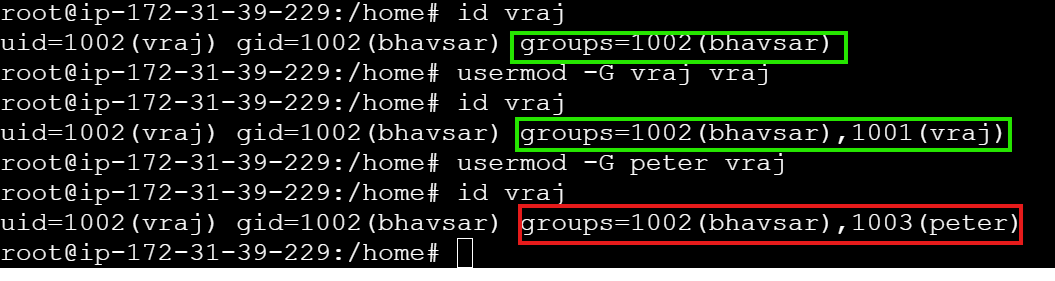 root@ip-172-31-39-229:/home# id vraj
uid=1002(vraj) gid=1002(bhavsar) groups=1002(bhavsar)
root@ip-172-31-39-229:/home# usermod -G vraj vraj
root@ip-172-31-39-229:/home# id vraj
uid=1002(vraj) gid=1002(bhavsar) groups=1002(bhavsar),1001(vraj)
root@ip-172-31-39-229:/home# usermod -G peter vraj
root@ip-172-31-39-229:/home# id vraj
uid=1002(vraj) gid=1002(bhavsar) groups=1002(bhavsar),1003(peter)
root@ip-172-31-39-229:/home#